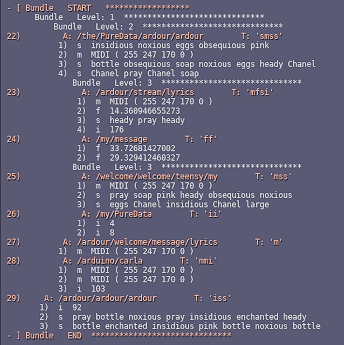 - [ Bundle   START   *****************
Bundle   Level: 1  ****************************
Bundle   Level: 2  ****************************
22)   A: /the/PureData/ardour/ardour   T: 'smss'
1)  s  insidious noxious eggs obsequious pink
2)  m  MIDI ( 255 247 170 0 )
3)  s  bottle obsequious soap noxious eggs heady Chanel
4)  s  Chanel pray Chanel soap
Bundle   Level: 3  ****************************
23)   A: /ardour/stream/lyrics   T: 'mfsi'
1)  m  MIDI ( 255 247 170 0 )
2)  f  14.360946655273
3)  s  heady pray heady
4)  i  176
24)   A: /my/message   T: 'ff'
1)  f  33.72681427002
2)  f  29.329412460327
Bundle   Level: 3  ****************************
25)   A: /welcome/welcome/teensy/my   T: 'mss'
1)  m  MIDI ( 255 247 170 0 )
2)  s  pray soap pink heady obsequious noxious
3)  s  eggs Chanel insidious Chanel large
26)   A: /my/PureData   T: 'ii'
1)  i  4
2)  i  8
27)   A: /ardour/welcome/message/lyrics   T: 'm'
1)  m  MIDI ( 255 247 170 0 )
28)   A: /arduino/carla   T: 'mmi'
1)  m  MIDI ( 255 247 170 0 )
2)  m  MIDI ( 255 247 170 0 )
3)  i  103
29)   A: /ardour/ardour/ardour   T: 'iss'
1)  i  92
2)  s  pray bottle noxious pray insidious enchanted heady
3)  s  bottle enchanted insidious pink bottle noxious bottle
- ] Bundle   END  ****************************